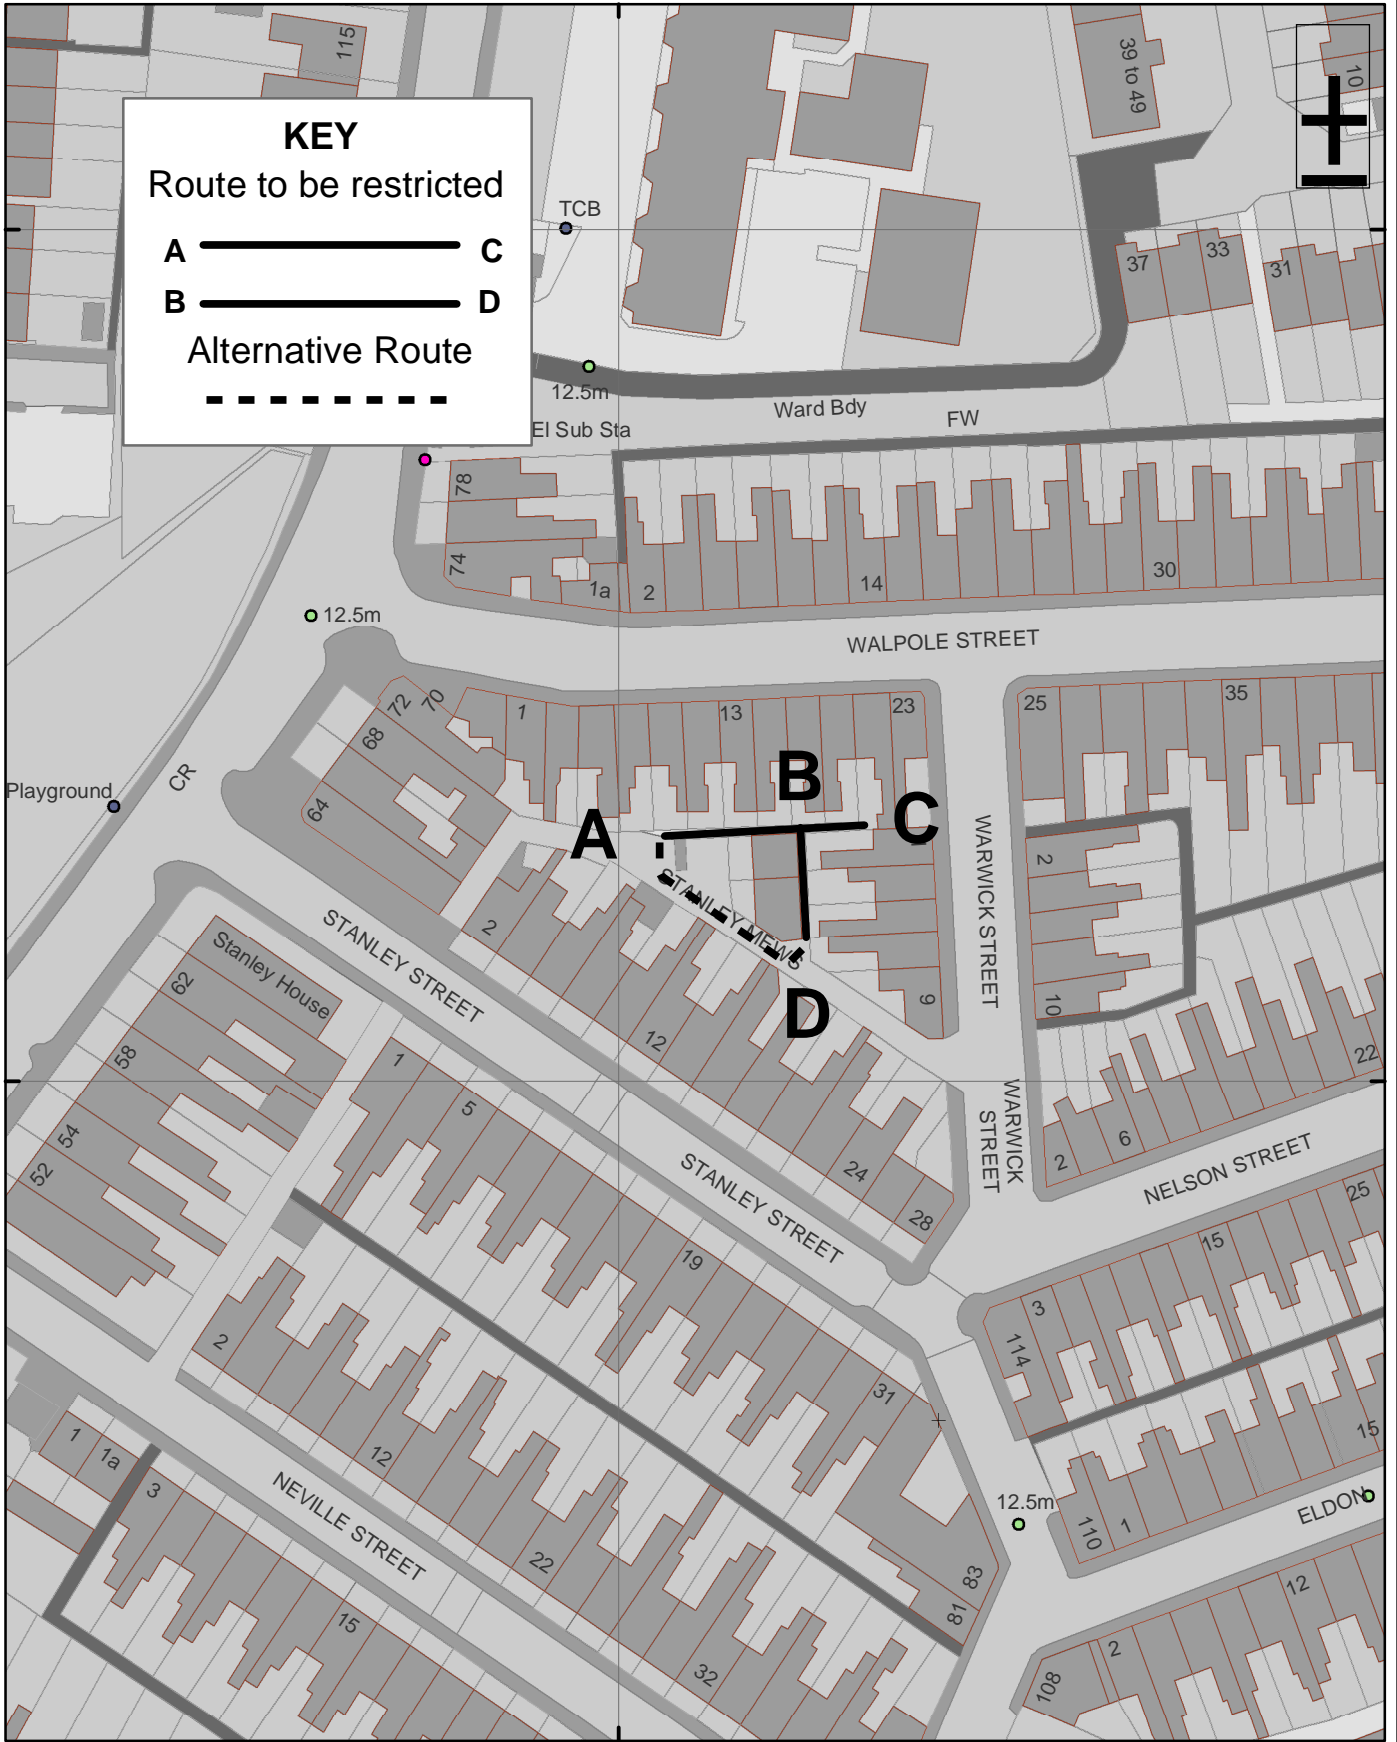 115
39 to 49
10
KEY
Route to be restricted
A C
B D
Alternative Route
TCB
37
33
31
12.5m
Ward Bdy
FW
El Sub Sta
78
74
1a
2
14
30
12.5m
WALPOLE STREET
72
70
68
64
1
13
23
25
35
Playground
CR
A
B
C
D
STANLEY MEWS
WARWICK STREET
2
10
9
2
12
24
28
STANLEY STREET
Stanley House
62
58
54
52
1
5
19
31
STANLEY STREET
WARWICK
STREET
22
2
6
NELSON STREET
25
15
3
114
2
12
22
32
1
1a
3
15
NEVILLE STREET
12.5m
83
81
110
1
15
ELDON
12
2
108